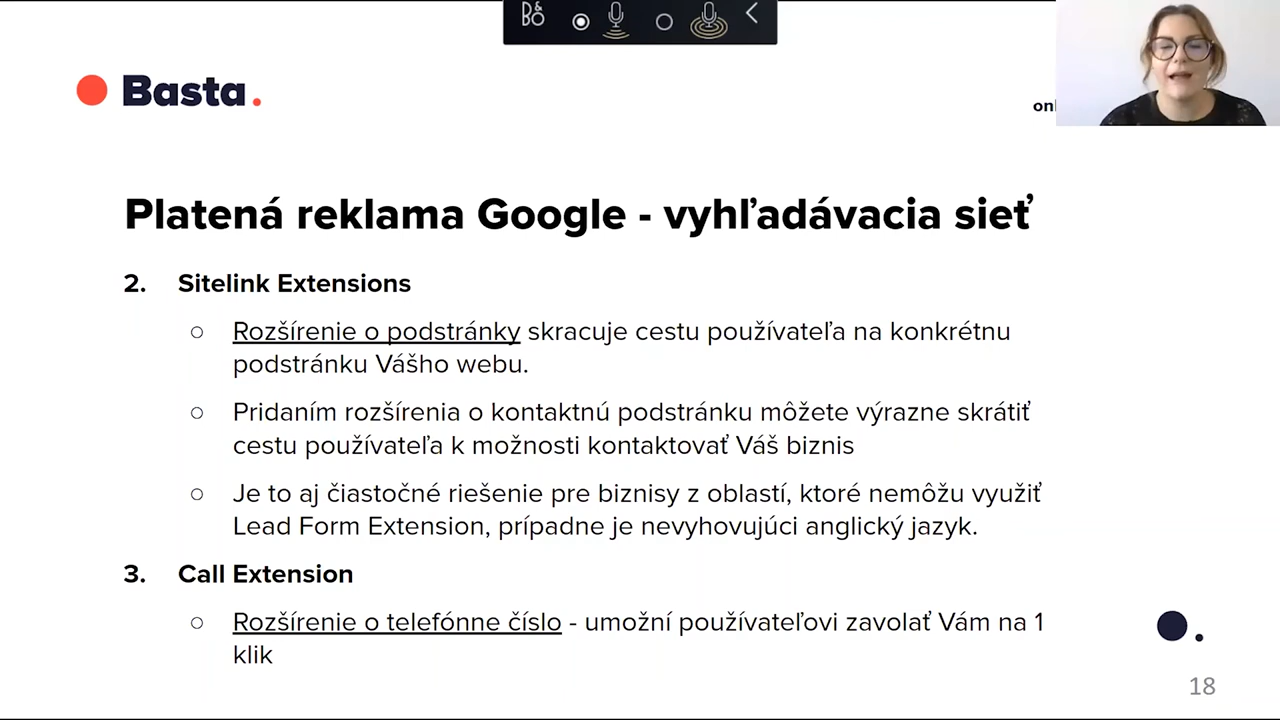 B&O
Basta.
onl
Platená reklama Google - vyhľadávacia sieť
2. Sitelink Extensions
○ Rozšírenie o podstránky skracuje cestu používateľa na konkrétnu
podstránku Vášho webu.
○ Pridaním rozšírenia o kontaktnú podstránku môžete výrazne skrátiť
cestu používateľa k možnosti kontaktovať Váš biznis
○ Je to aj čiastočné riešenie pre biznisy z oblastí, ktoré nemôžu využiť
Lead Form Extension, prípadne je nevyhovujúci anglický jazyk.
3. Call Extension
○ Rozšírenie o telefónne číslo - umožní používateľovi zavolať Vám na 1
klik
18